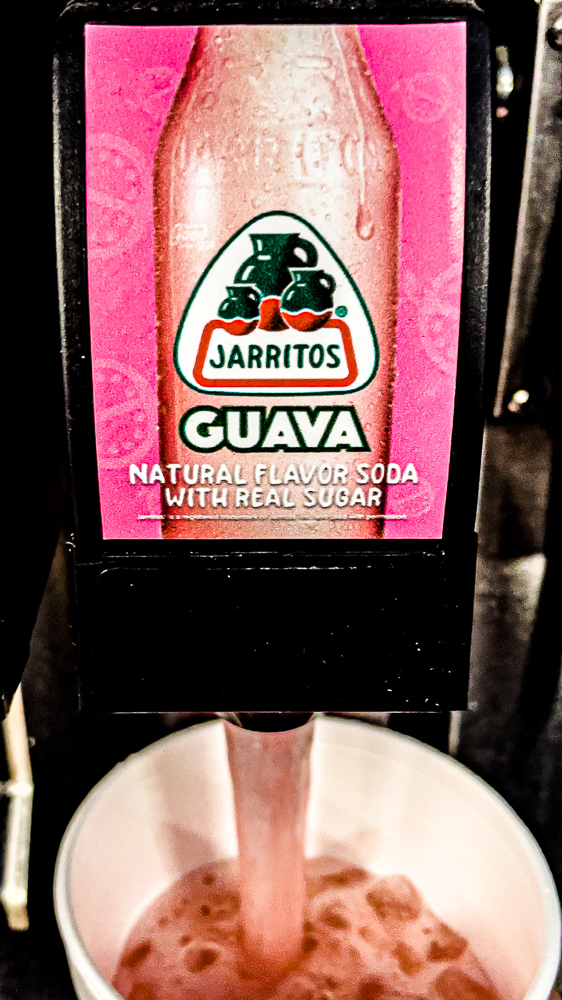 JARRITOS
GUAVA
NATURAL FLAVOR SODA
WITH REAL SUGAR